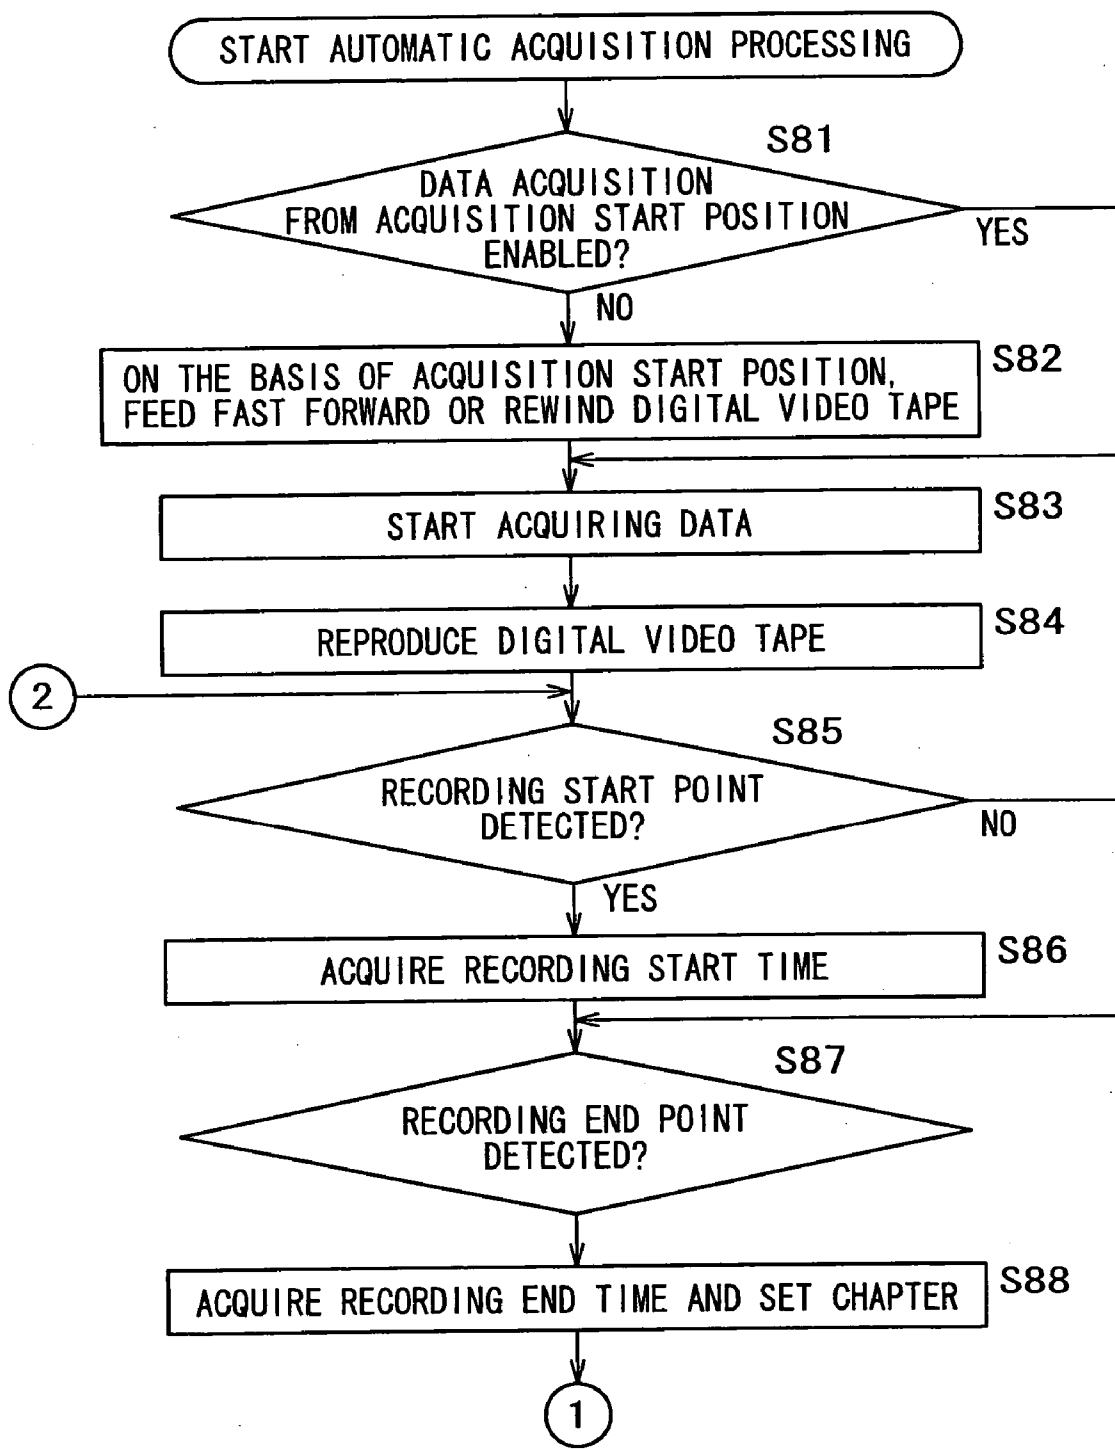 START AUTOMATIC ACQUISITION PROCESSING
S81
DATA ACQUISITION
FROM ACQUISITION START POSITION
ENABLED?
YES
NO
S82
ON THE BASIS OF ACQUISITION START POSITION,
FEED FAST FORWARD OR REWIND DIGITAL VIDEO TAPE
S83
START ACQUIRING DATA
S84
REPRODUCE DIGITAL VIDEO TAPE
2
S85
RECORDING START POINT
DETECTED?
NO
YES
S86
ACQUIRE RECORDING START TIME
S87
RECORDING END POINT
DETECTED?
S88
ACQUIRE RECORDING END TIME AND SET CHAPTER
1